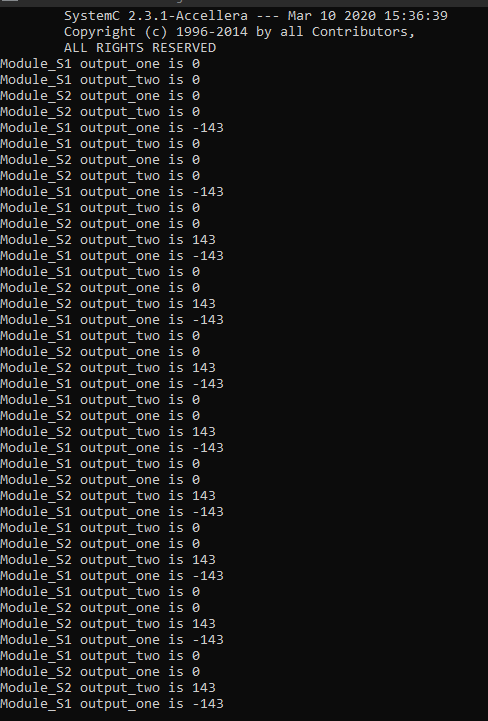 SystemC 2.3.1-Accellera --- Mar 10 2020 15:36:39
Copyright (c) 1996-2014 by all Contributors,
ALL RIGHTS RESERVED
Module_S1 output_one is 0
Module_S1 output_two is 0
Module_S2 output_one is 0
Module_S2 output_two is 0
Module_S1 output_one is -143
Module_S1 output_two is 0
Module_S2 output_one is 0
Module_S2 output_two is 0
Module_S1 output_one is -143
Module_S1 output_two is 0
Module_S2 output_one is 0
Module_S2 output_two is 143
Module_S1 output_one is -143
Module_S1 output_two is 0
Module_S2 output_one is 0
Module_S2 output_two is 143
Module_S1 output_one is -143
Module_S1 output_two is 0
Module_S2 output_one is 0
Module_S2 output_two is 143
Module_S1 output_one is -143
Module_S1 output_two is 0
Module_S2 output_one is 0
Module_S2 output_two is 143
Module_S1 output_one is -143
Module_S1 output_two is 0
Module_S2 output_one is 0
Module_S2 output_two is 143
Module_S1 output_one is -143
Module_S1 output_two is 0
Module_S2 output_one is 0
Module_S2 output_two is 143
Module_S1 output_one is -143
Module_S1 output_two is 0
Module_S2 output_one is 0
Module_S2 output_two is 143
Module_S1 output_one is -143
Module_S1 output_two is 0
Module_S2 output_one is 0
Module_S2 output_two is 143
Module_S1 output_one is -143